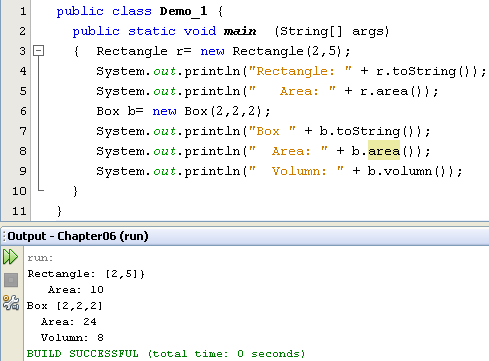 1 public class Demo_1 {
2 public static void main (String[] args)
3 { Rectangle r= new Rectangle(2,5);
4 System.out.println("Rectangle: " + r.toString());
5 System.out.println("   Area: " + r.area());
6 Box b= new Box(2,2,2);
7 System.out.println("Box " + b.toString());
8 System.out.println("  Area: " + b.area());
9 System.out.println("  Volumn: " + b.volumn());
10 }
11 }
Output - Chapter06 (run)
run:
Rectangle: [2,5]}
   Area: 10
Box [2,2,2]
  Area: 24
  Volumn: 8
BUILD SUCCESSFUL (total time: 0 seconds)